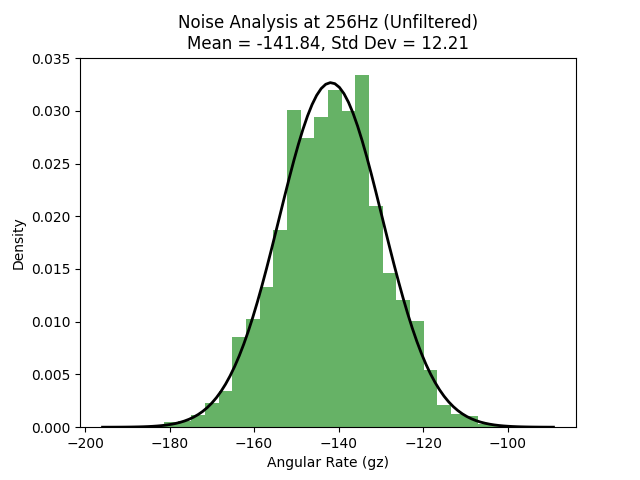 Noise Analysis at 256Hz (Unfiltered)
Mean = -141.84, Std Dev = 12.21
0.035
0.030
0.025
0.020
0.015
0.010
0.005
0.000
Density
−200 −180 −160 −140 −120 −100
Angular Rate (gz)